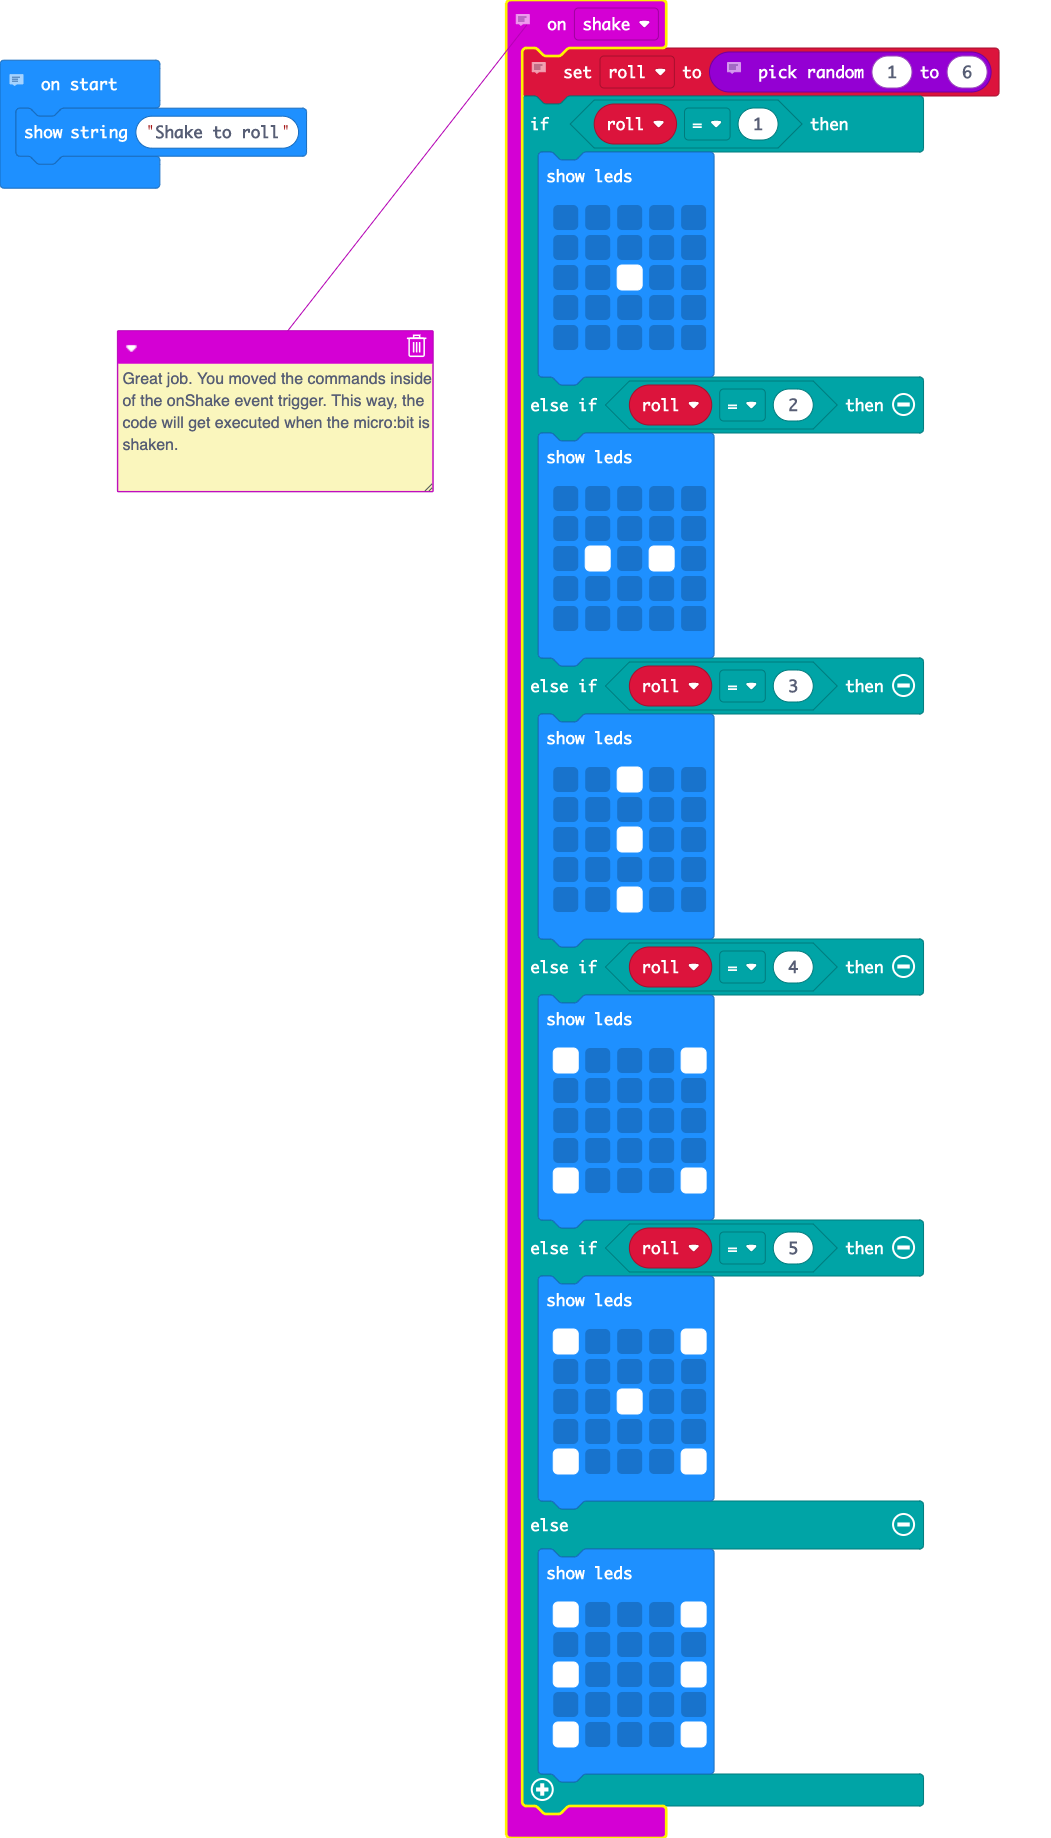 on start
show string "Shake to roll"
Great job. You moved the commands inside
of the onShake event trigger. This way, the
code will get executed when the micro:bit is
shaken.
on shake
set roll to pick random 1 to 6
if roll = 1 then
show leds
else if roll = 2 then
show leds
else if roll = 3 then
show leds
else if roll = 4 then
show leds
else if roll = 5 then
show leds
else
show leds